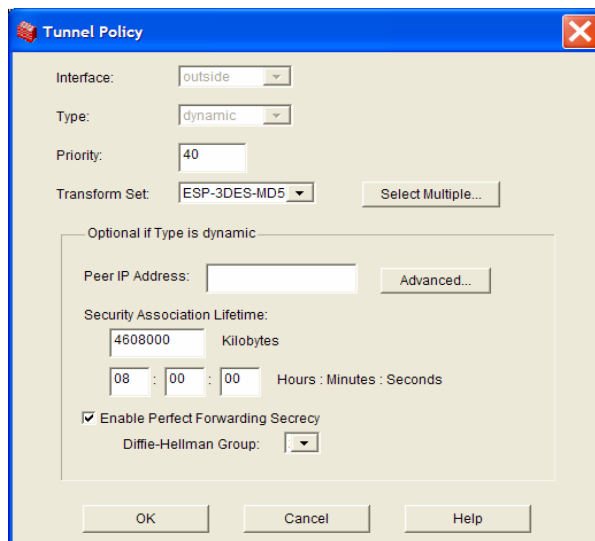 Tunnel Policy
Interface: outside
Type: dynamic
Priority: 40
Transform Set: ESP-3DES-MD5 Select Multiple...
Optional if Type is dynamic
Peer IP Address: Advanced...
Security Association Lifetime:
4608000 Kilobytes
08 : 00 : 00 Hours : Minutes : Seconds
Enable Perfect Forwarding Secrecy
Diffie-Hellman Group:
OK Cancel Help